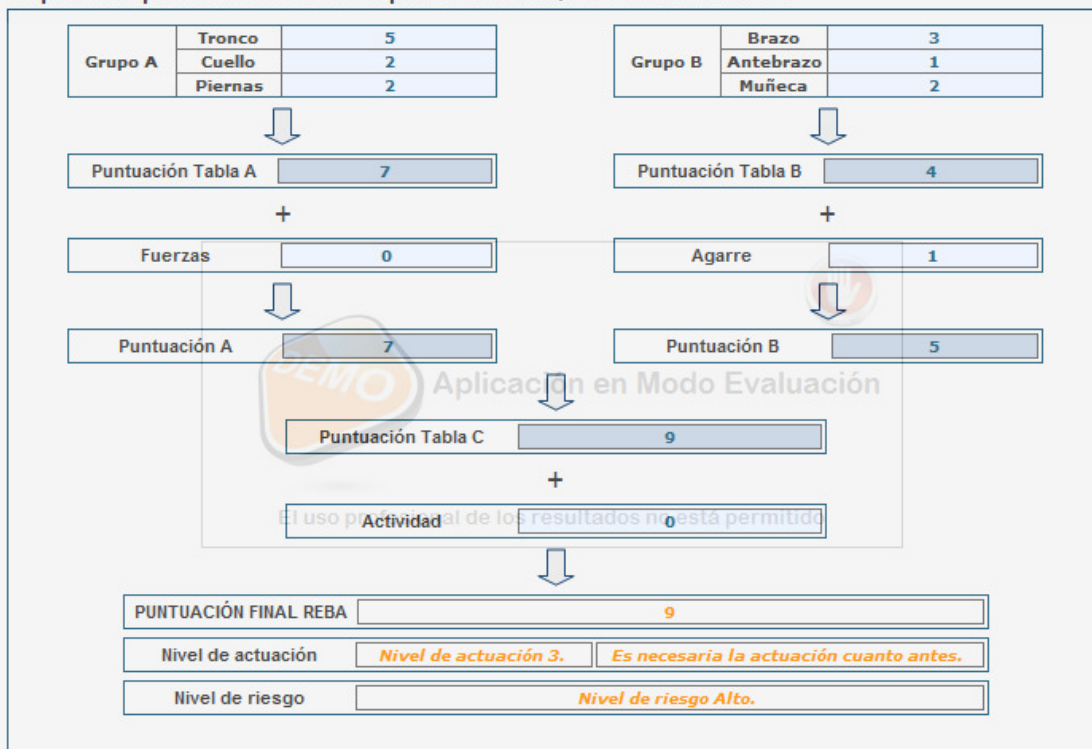 Grupo A
Tronco 5
Cuello 2
Piernas 2
Grupo B
Brazo 3
Antebrazo 1
Muñeca 2
Puntuación Tabla A 7
Puntuación Tabla B 4
+
+
Fuerzas 0
Agarre 1
Puntuación A 7
Puntuación B 5
DEMO
Aplicación en Modo Evaluación
Puntuación Tabla C 9
+
El uso profesional de los resultados no está permitido
Actividad 0
PUNTUACIÓN FINAL REBA 9
Nivel de actuación Nivel de actuación 3. Es necesaria la actuación cuanto antes.
Nivel de riesgo Nivel de riesgo Alto.